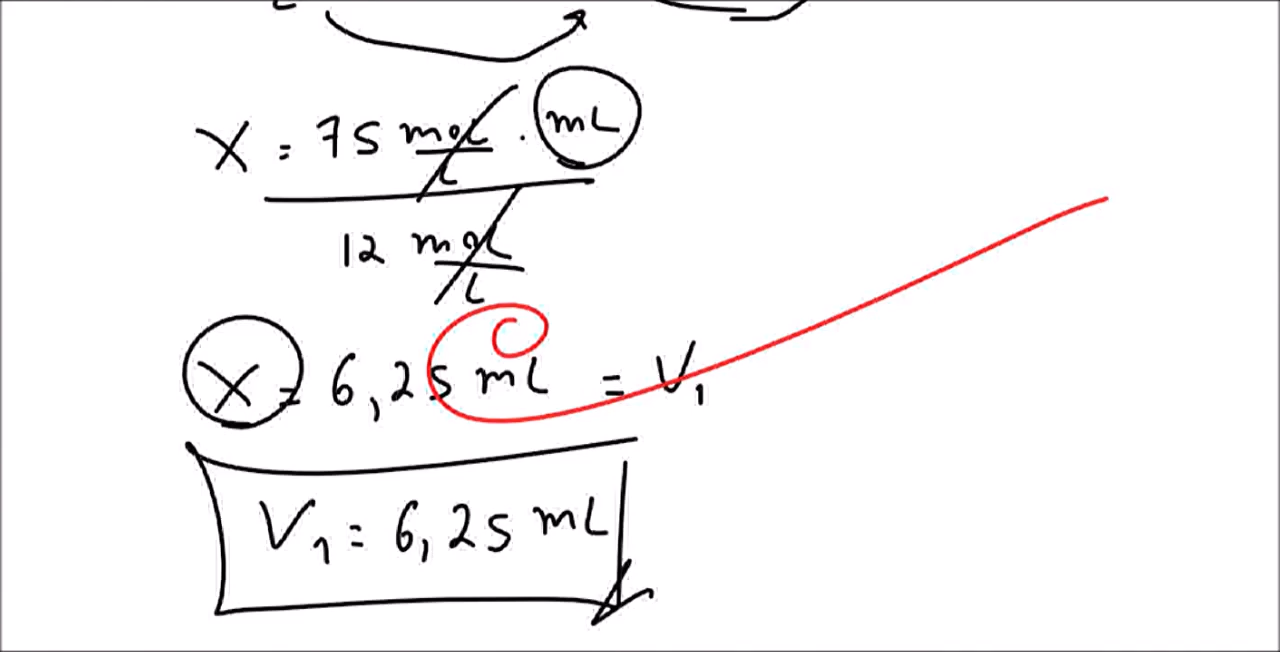 X = 75 mol/L · mL
12 mol/L
X = 6,25 mL = V₁
V₁ = 6,25 mL